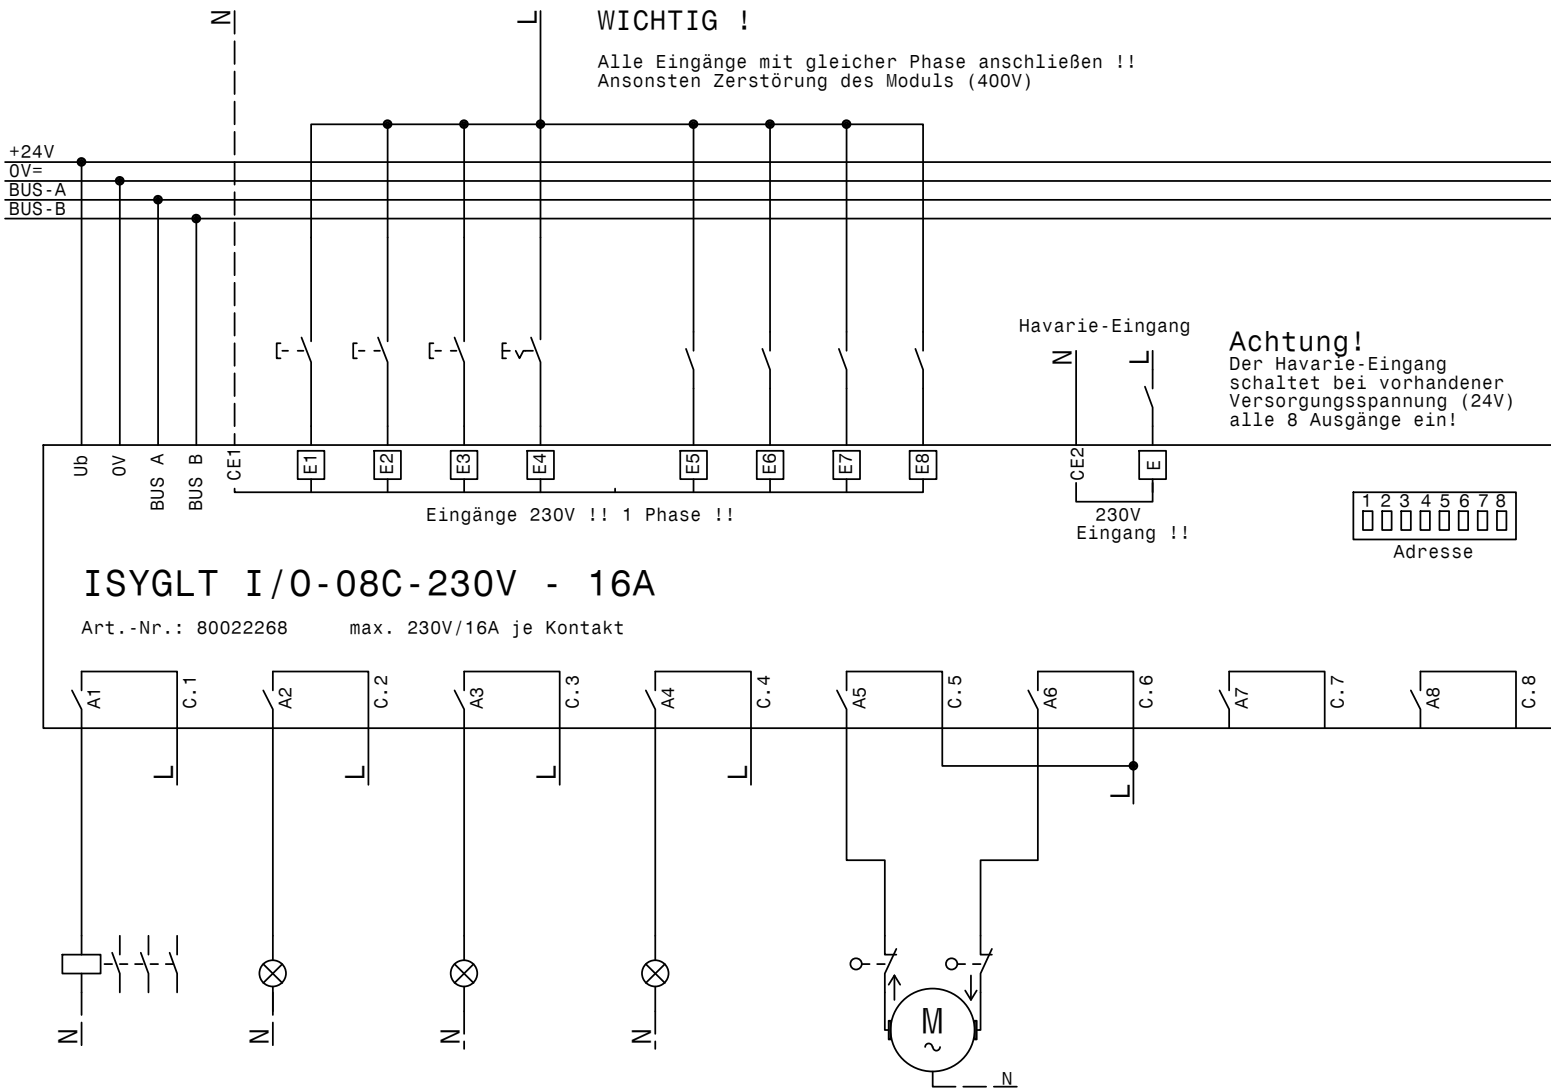 N
L
WICHTIG !
Alle Eingänge mit gleicher Phase anschließen !!
Ansonsten Zerstörung des Moduls (400V)
+24V
0V=
BUS-A
BUS-B
Havarie-Eingang
N
L
Achtung!
Der Havarie-Eingang
schaltet bei vorhandener
Versorgungsspannung (24V)
alle 8 Ausgänge ein!
Ub
0V
BUS A
BUS B
CE1
E1
E2
E3
E4
E5
E6
E7
E8
CE2
E
Eingänge 230V !! 1 Phase !!
230V
Eingang !!
1 2 3 4 5 6 7 8
Adresse
ISYGLT I/O-08C-230V - 16A
Art.-Nr.: 80022268 max. 230V/16A je Kontakt
A1
C.1
A2
C.2
A3
C.3
A4
C.4
A5
C.5
A6
C.6
A7
C.7
A8
C.8
L
L
L
L
L
N
N
N
N
M
~
N